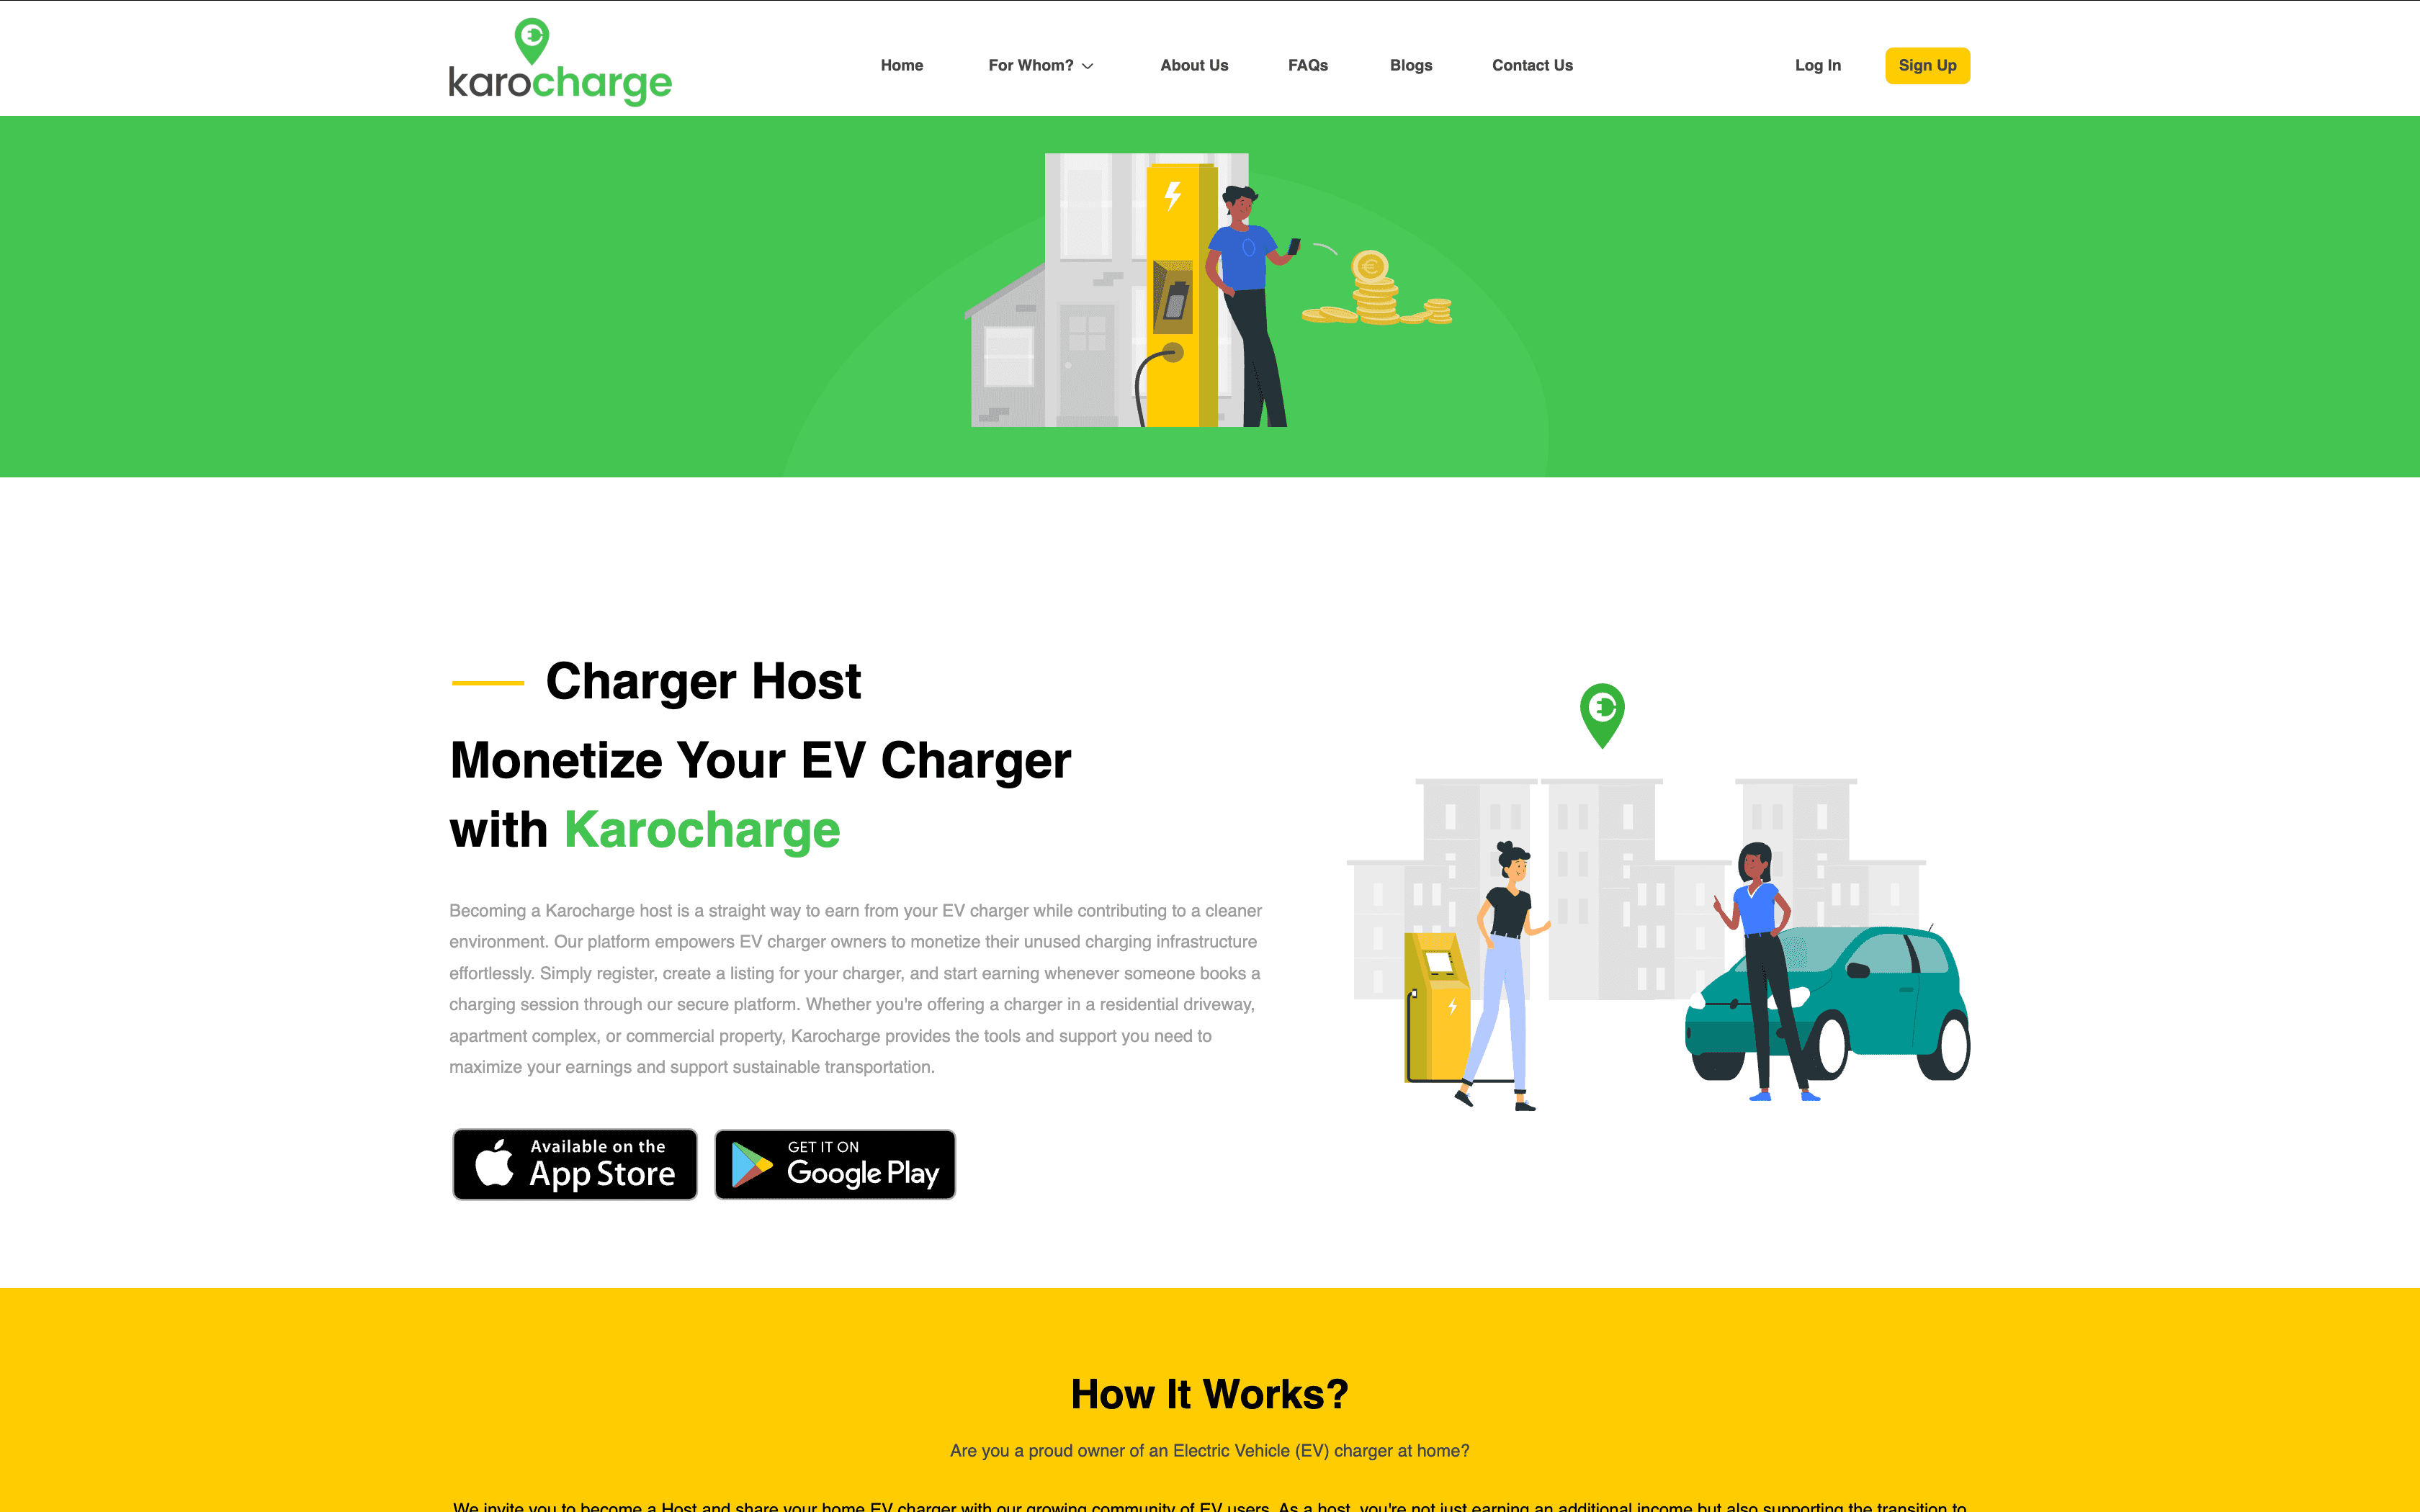 karocharge
Home For Whom? About Us FAQs Blogs Contact Us Log In Sign Up
Charger Host
Monetize Your EV Charger
with Karocharge
Becoming a Karocharge host is a straight way to earn from your EV charger while contributing to a cleaner
environment. Our platform empowers EV charger owners to monetize their unused charging infrastructure
effortlessly. Simply register, create a listing for your charger, and start earning whenever someone books a
charging session through our secure platform. Whether you're offering a charger in a residential driveway,
apartment complex, or commercial property, Karocharge provides the tools and support you need to
maximize your earnings and support sustainable transportation.
Available on the
App Store
GET IT ON
Google Play
How It Works?
Are you a proud owner of an Electric Vehicle (EV) charger at home?
We invite you to become a Host and share your home EV charger with our growing community of EV users. As a host, you're not just earning an additional income but also supporting the transition to